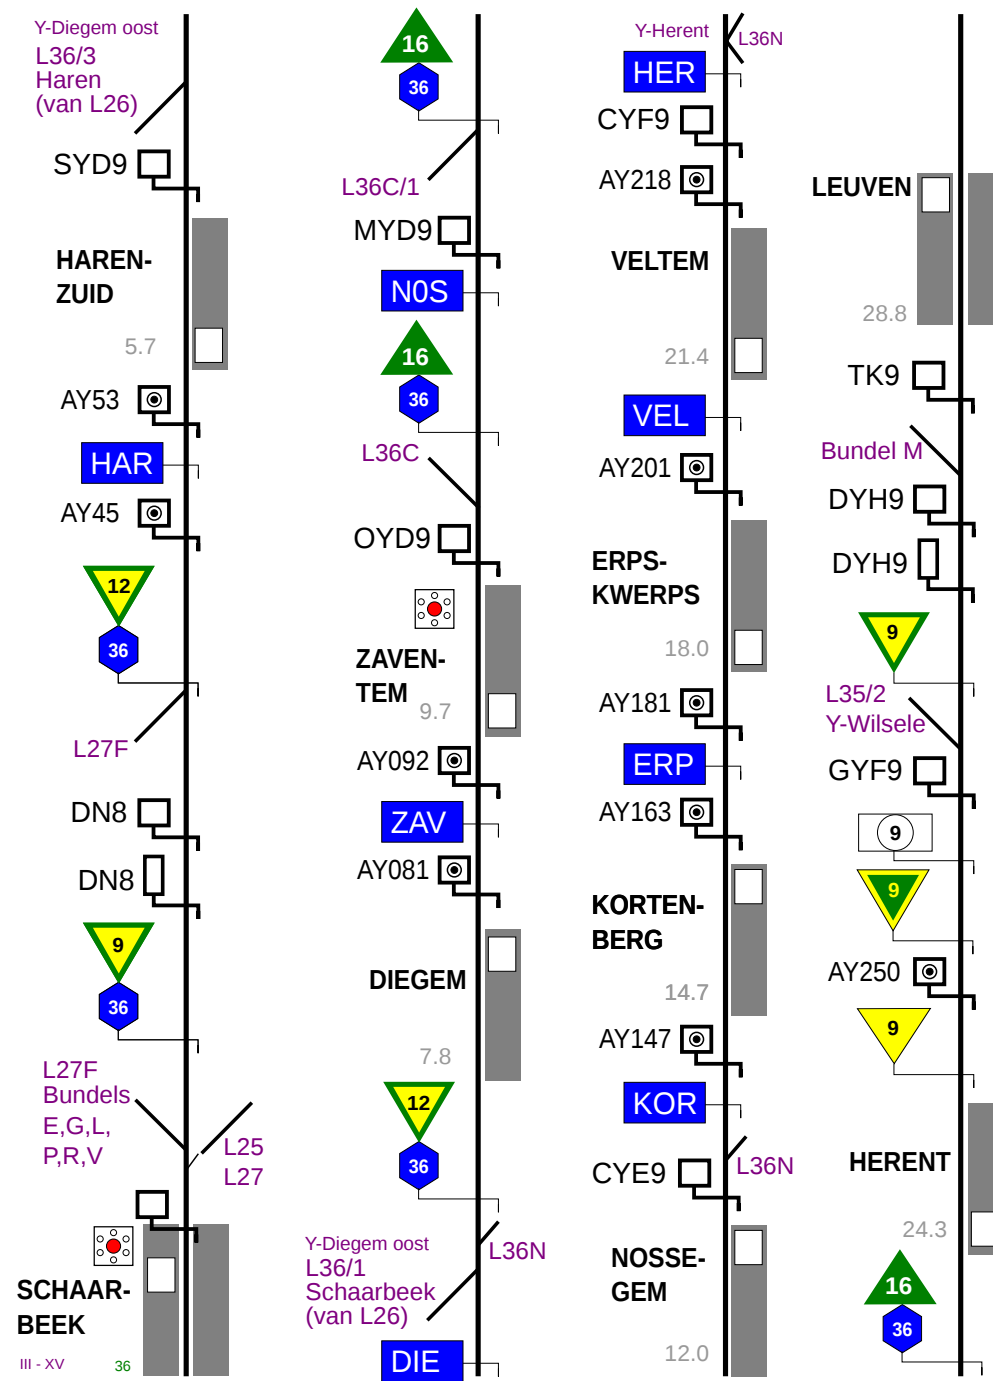 Y-Diegem oost
L36/3
Haren
(van L26)
SYD9
HAREN-
ZUID
5.7
AY53
HAR
AY45
12
36
L27F
DN8
DN8
9
36
L27F
Bundels
E,G,L,
P,R,V
L25
L27
SCHAAR-
BEEK
III - XV
36
16
36
L36C/1
MYD9
N0S
16
36
L36C
OYD9
ZAVEN-
TEM
9.7
AY092
ZAV
AY081
DIEGEM
7.8
12
36
L36N
Y-Diegem oost
L36/1
Schaarbeek
(van L26)
DIE
Y-Herent
L36N
HER
CYF9
AY218
VELTEM
21.4
VEL
AY201
ERPS-
KWERPS
18.0
AY181
ERP
AY163
KORTEN-
BERG
14.7
AY147
KOR
L36N
CYE9
NOSSE-
GEM
12.0
LEUVEN
28.8
TK9
Bundel M
DYH9
DYH9
9
L35/2
Y-Wilsele
GYF9
9
9
AY250
9
HERENT
24.3
16
36